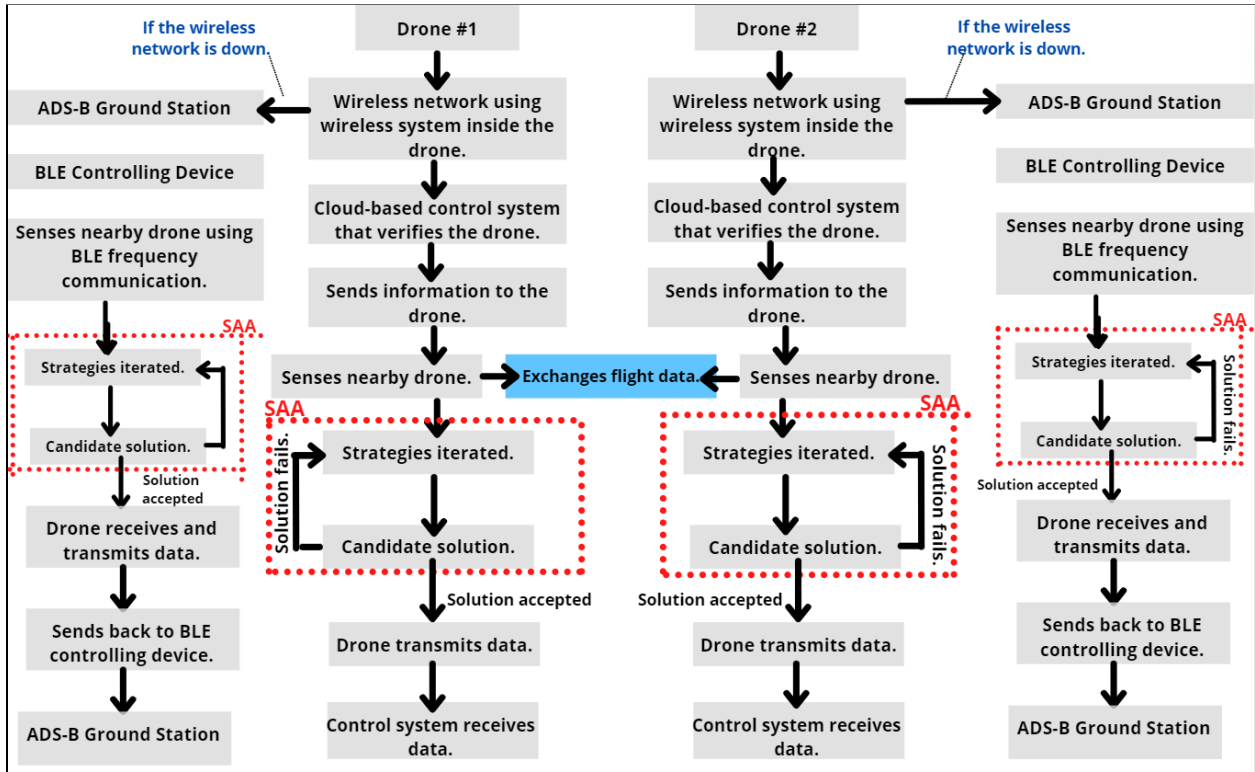 If the wireless
network is down.
Drone #1
Drone #2
If the wireless
network is down.
ADS-B Ground Station
Wireless network using
wireless system inside the
drone.
Wireless network using
wireless system inside the
drone.
ADS-B Ground Station
BLE Controlling Device
Cloud-based control system
that verifies the drone.
Cloud-based control system
that verifies the drone.
BLE Controlling Device
Senses nearby drone using
BLE frequency
communication.
Sends information to the
drone.
Sends information to the
drone.
Senses nearby drone using
BLE frequency
communication.
SAA
Strategies iterated.
Candidate solution.
Solution
accepted
Drone receives and
transmits data.
Sends back to BLE
controlling device.
ADS-B Ground Station
Senses nearby drone.
Exchanges flight data.
Senses nearby drone.
SAA
Solution fails.
Strategies iterated.
Candidate solution.
Solution accepted
Drone transmits data.
Control system receives
data.
SAA
Strategies iterated.
Solution fails.
Candidate solution.
Solution accepted
Drone transmits data.
Control system receives
data.
SAA
Strategies iterated.
Solution fails.
Candidate solution.
Solution accepted
Drone receives and
transmits data.
Sends back to BLE
controlling device.
ADS-B Ground Station